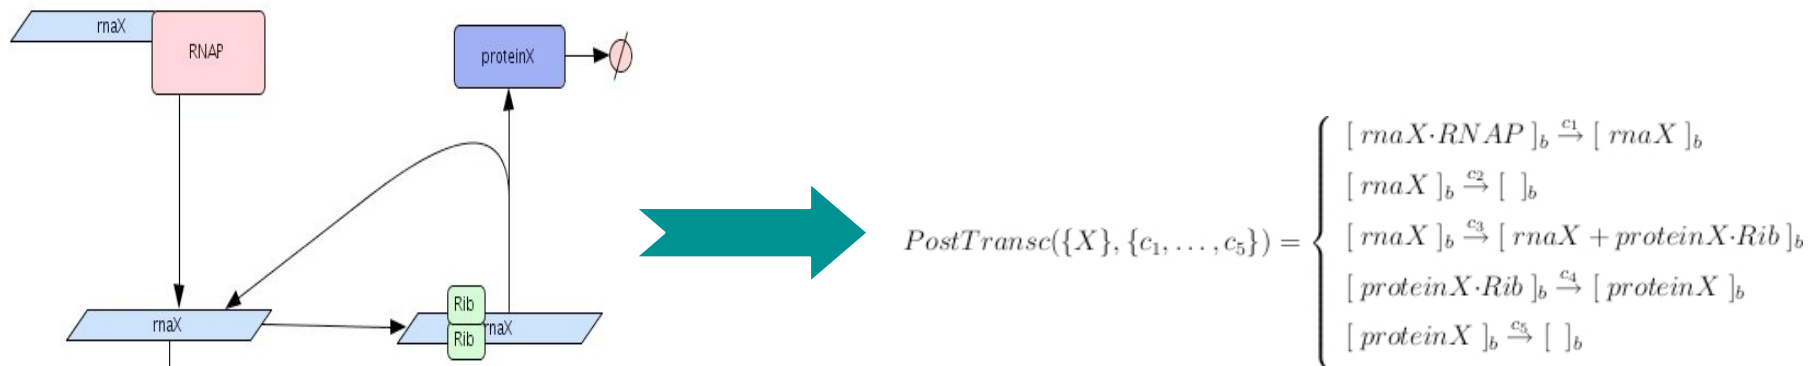 rnaX
RNAP
proteinX
rnaX
Rib
Rib
rnaX
PostTransc({X}, {c₁, . . . , c₅}) =
[ rnaX·RNAP ]_b →^{c₁} [ rnaX ]_b
[ rnaX ]_b →^{c₂} [ ]_b
[ rnaX ]_b →^{c₃} [ rnaX + proteinX·Rib ]_b
[ proteinX·Rib ]_b →^{c₄} [ proteinX ]_b
[ proteinX ]_b →^{c₅} [ ]_b